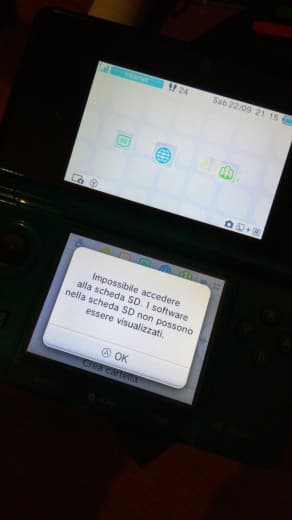 24
Sab 22/09 21:15
Impossibile accedere
alla scheda SD. I software
nella scheda SD non possono
essere visualizzati.
Ⓐ OK
Crea cartella